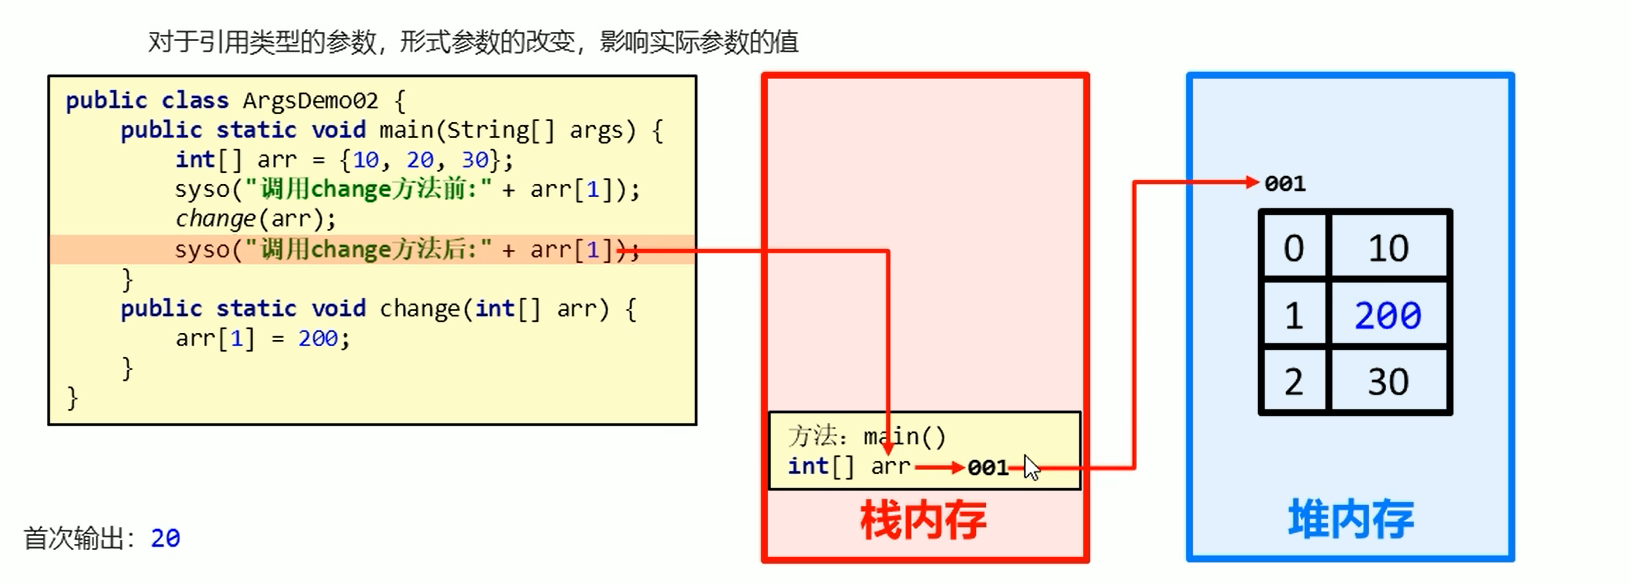 对于引用类型的参数，形式参数的改变，影响实际参数的值
public class ArgsDemo02 {
    public static void main(String[] args) {
        int[] arr = {10, 20, 30};
        syso("调用change方法前:" + arr[1]);
        change(arr);
        syso("调用change方法后:" + arr[1]);
    }
    public static void change(int[] arr) {
        arr[1] = 200;
    }
}
方法：main()
int[] arr 001
栈内存
001
0 10
1 200
2 30
堆内存
首次输出：20